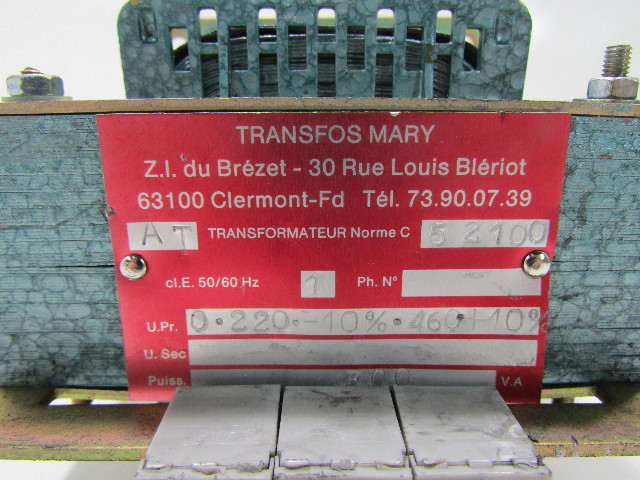 TRANSFOS MARY
Z.I. du Brézet - 30 Rue Louis Blériot
63100 Clermont-Fd Tél. 73.90.07.39
AT TRANSFORMATEUR Norme C 52100
cl.E. 50/60 Hz 1 Ph. N°
U.Pr. 0.220.-10%.460+10%
U. Sec
Puiss. 300 V.A